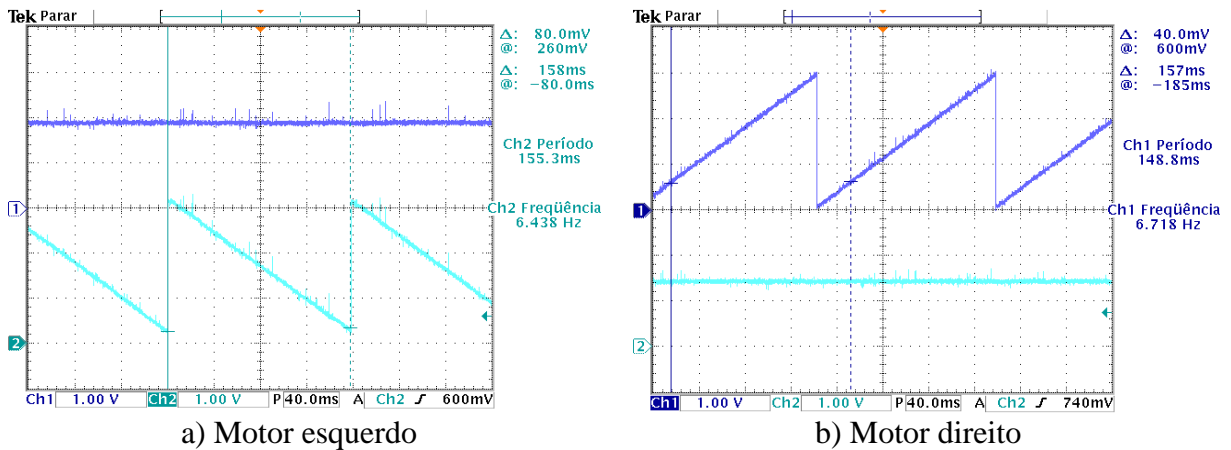 Tek Parar
Δ: 80.0mV
@: 260mV
Δ: 158ms
@: −80.0ms
Ch2 Período
155.3ms
1
Ch2 Freqüência
6.438 Hz
2
Ch1 1.00 V Ch2 1.00 V P 40.0ms A Ch2 600mV
a) Motor esquerdo
Tek Parar
Δ: 40.0mV
@: 600mV
Δ: 157ms
@: −185ms
Ch1 Período
148.8ms
1
Ch1 Freqüência
6.718 Hz
2
Ch1 1.00 V Ch2 1.00 V P 40.0ms A Ch2 740mV
b) Motor direito